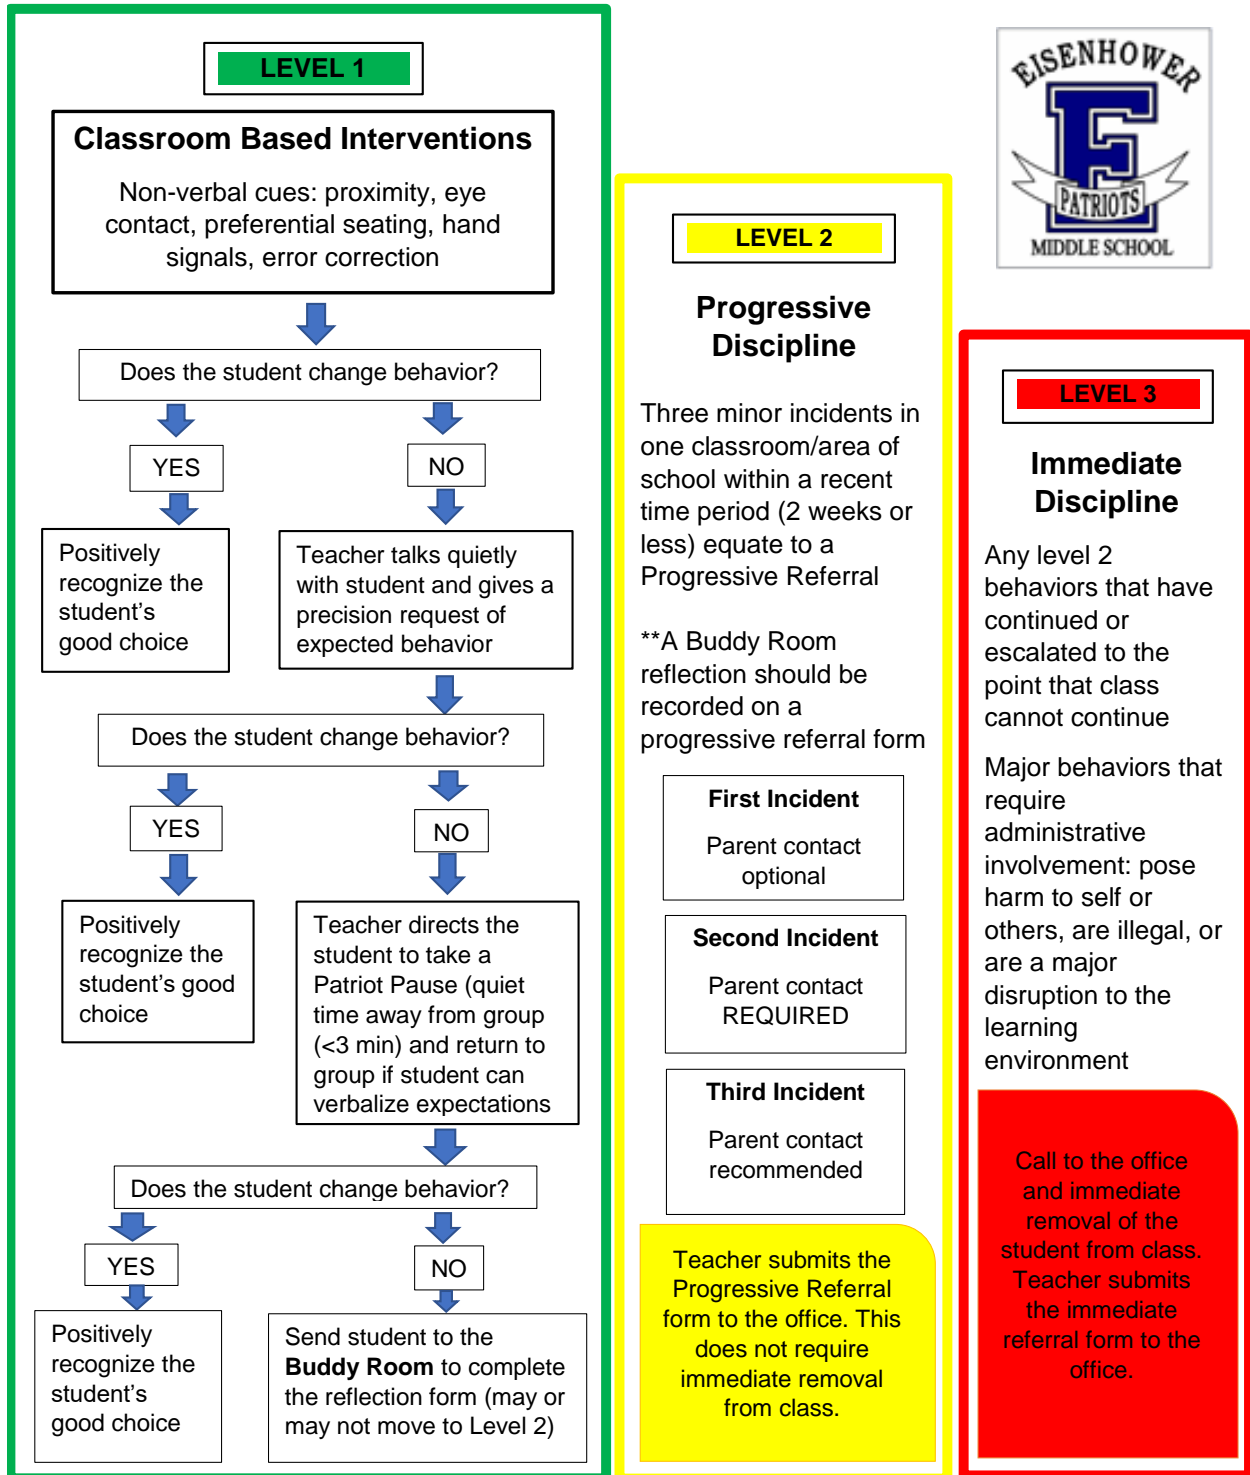 LEVEL 1
Classroom Based Interventions
Non-verbal cues: proximity, eye
contact, preferential seating, hand
signals, error correction
Does the student change behavior?
YES
NO
Positively
recognize the
student’s
good choice
Teacher talks quietly
with student and gives a
precision request of
expected behavior
Does the student change behavior?
YES
NO
Positively
recognize the
student’s good
choice
Teacher directs the
student to take a
Patriot Pause (quiet
time away from group
(<3 min) and return to
group if student can
verbalize expectations
Does the student change behavior?
YES
NO
Positively
recognize the
student’s
good choice
Send student to the
Buddy Room to complete
the reflection form (may or
may not move to Level 2)
LEVEL 2
Progressive
Discipline
Three minor incidents in
one classroom/area of
school within a recent
time period (2 weeks or
less) equate to a
Progressive Referral
**A Buddy Room
reflection should be
recorded on a
progressive referral form
First Incident
Parent contact
optional
Second Incident
Parent contact
REQUIRED
Third Incident
Parent contact
recommended
Teacher submits the
Progressive Referral
form to the office. This
does not require
immediate removal
from class.
EISENHOWER
E
PATRIOTS
MIDDLE SCHOOL
LEVEL 3
Immediate
Discipline
Any level 2
behaviors that have
continued or
escalated to the
point that class
cannot continue
Major behaviors that
require
administrative
involvement: pose
harm to self or
others, are illegal, or
are a major
disruption to the
learning
environment
Call to the office
and immediate
removal of the
student from class.
Teacher submits
the immediate
referral form to the
office.